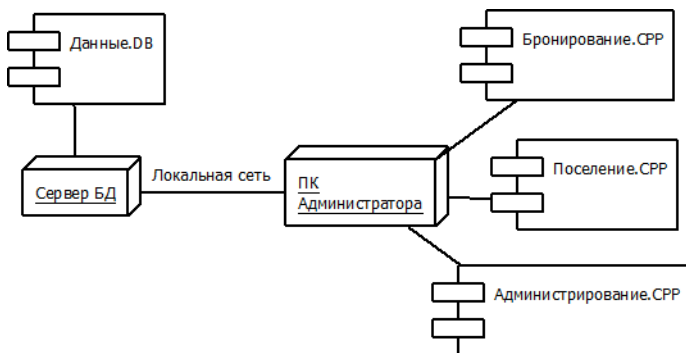 Данные.DB
Бронирование.CPP
Локальная сеть
Поселение.CPP
Сервер БД
ПК
Администратора
Администрирование.CPP